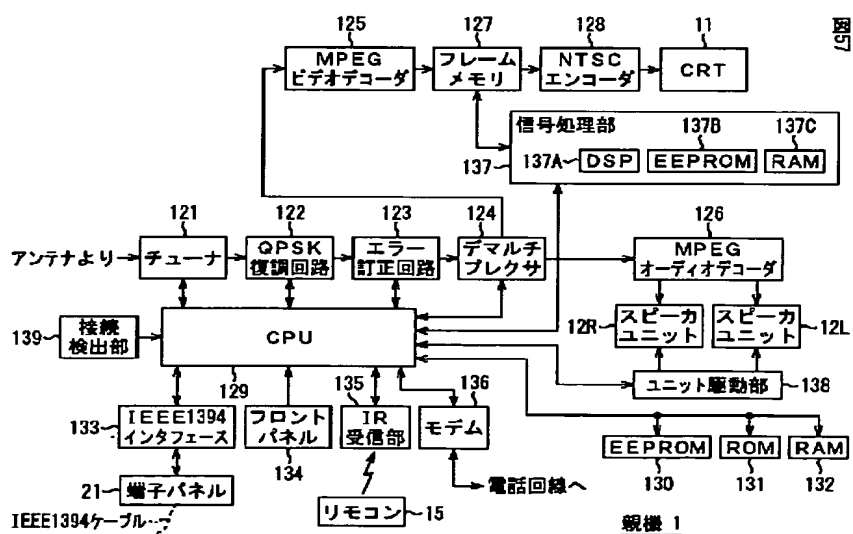 図57
125
127
128
11
MPEG
ビデオデコーダ
フレーム
メモリ
NTSC
エンコーダ
CRT
信号処理部
137B
137C
137
137A
DSP
EEPROM
RAM
121
122
123
124
126
アンテナより
チューナ
QPSK
復調回路
エラー
訂正回路
デマルチ
プレクサ
MPEG
オーディオデコーダ
139
接続
検出部
CPU
129
12R
スピーカ
ユニット
スピーカ
ユニット
12L
ユニット駆動部
138
133
IEEE1394
インタフェース
フロント
パネル
134
135
IR
受信部
136
モデム
EEPROM
ROM
RAM
130
131
132
21
端子パネル
電話回線へ
リモコン
15
IEEE1394ケーブル
親機 1